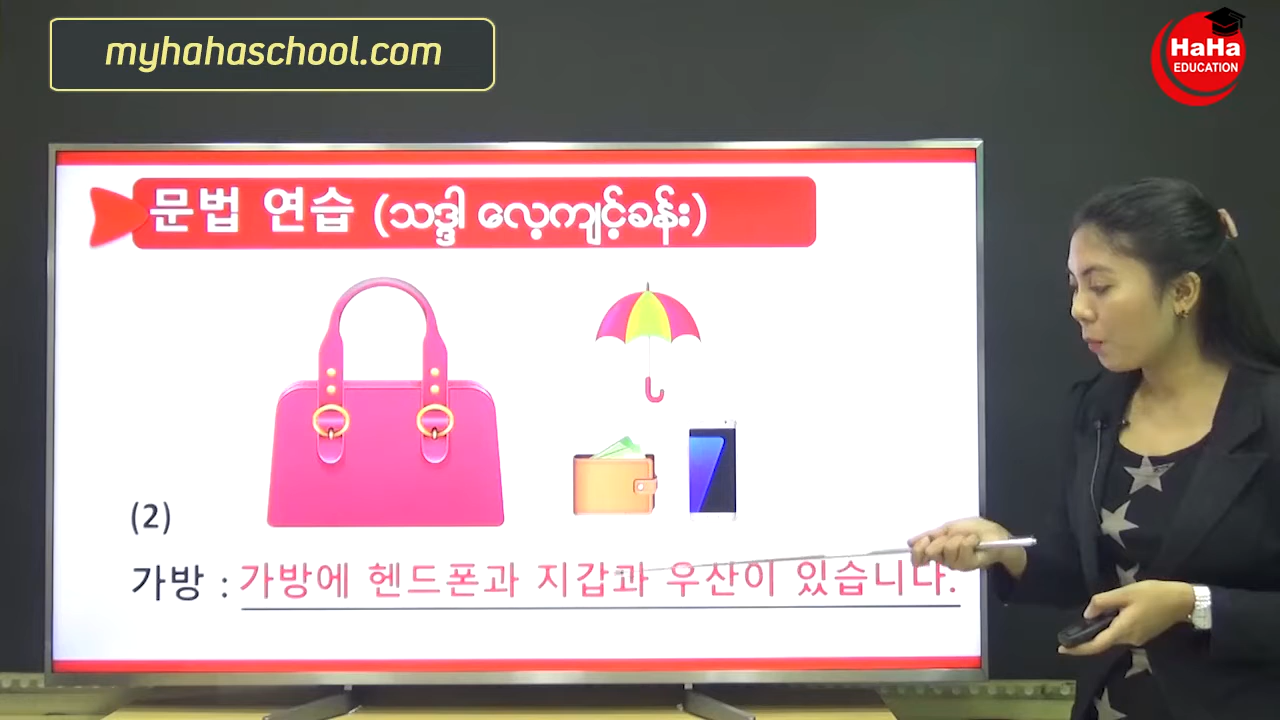 myhahaschool.com
HaHa
EDUCATION
문법 연습 (သဒ္ဒါ လေ့ကျင့်ခန်း)
(2)
가방 : 가방에 헨드폰과 지갑과 우산이 있습니다.